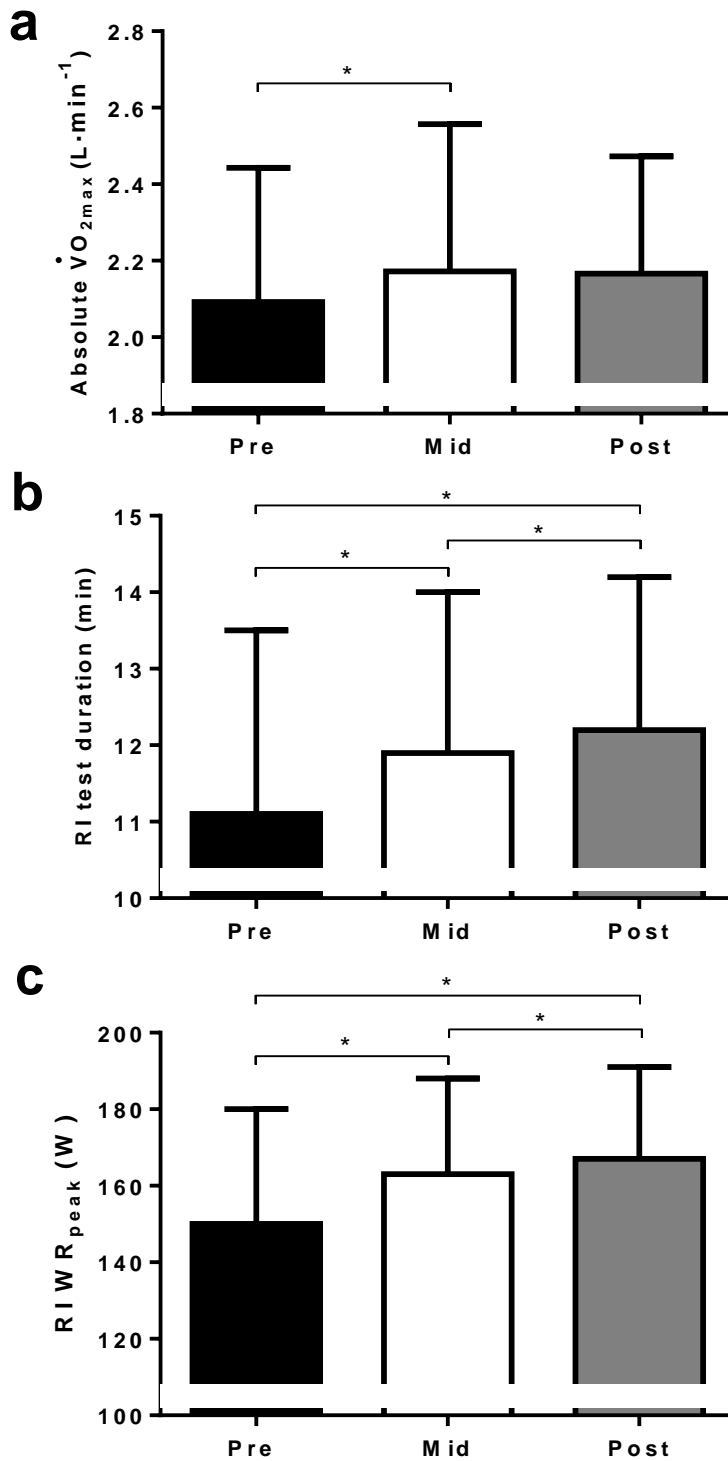 a
Absolute V̇O2max (L·min-1)
2.8
2.6
2.4
2.2
2.0
1.8
*
Pre Mid Post
b
RI test duration (min)
15
14
13
12
11
10
*
*
*
Pre Mid Post
c
RI WRpeak (W)
200
180
160
140
120
100
*
*
*
Pre Mid Post